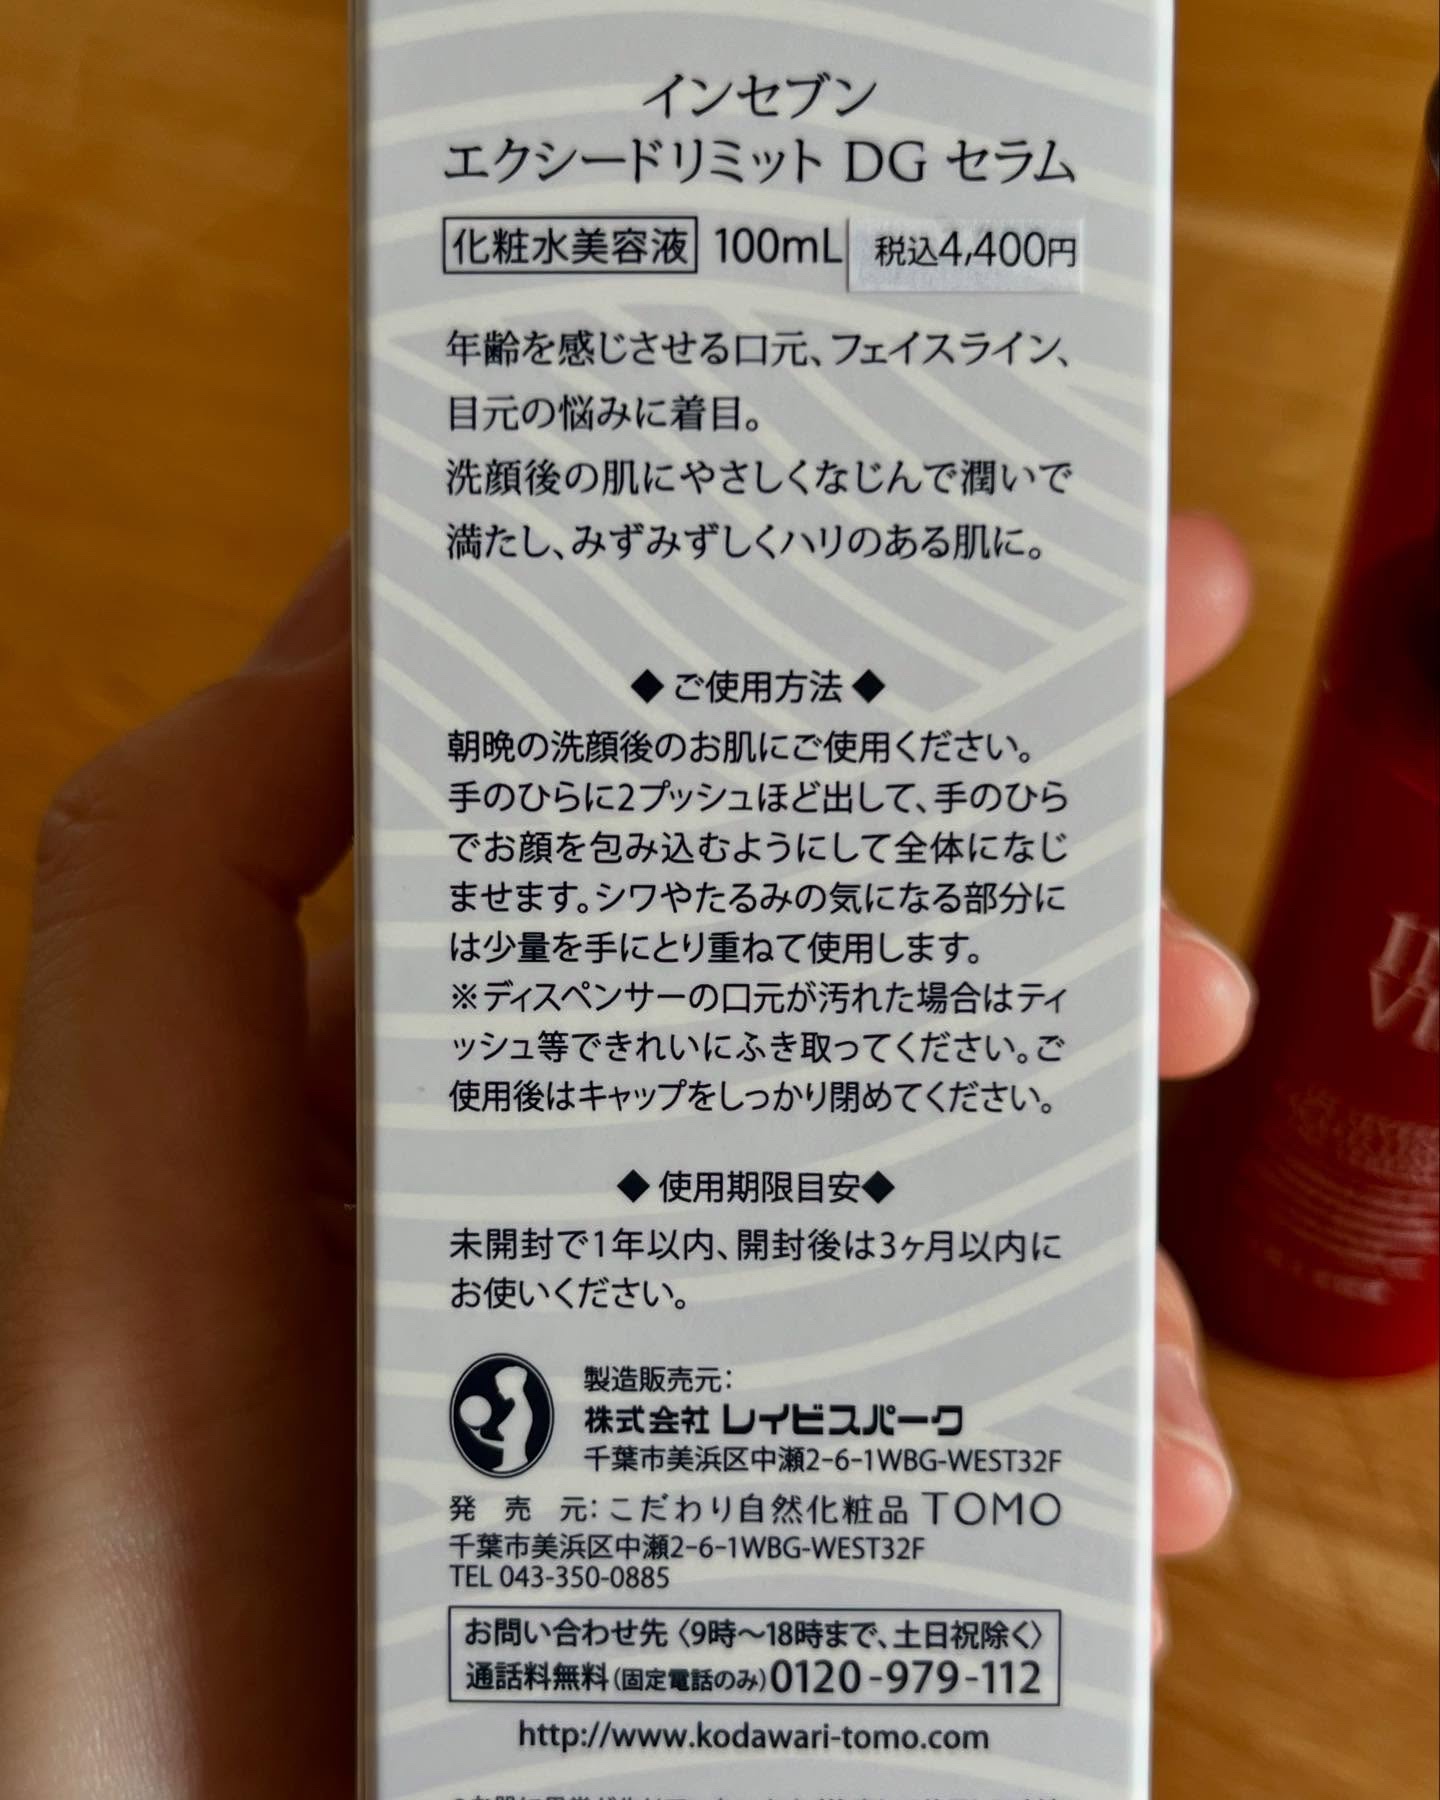 インセブン
エクシードリミット DG セラム
化粧水美容液 100mL 税込4,400円
年齢を感じさせる口元、フェイスライン、
目元の悩みに着目。
洗顔後の肌にやさしくなじんで潤いで
満たし、みずみずしくハリのある肌に。
◆ ご使用方法 ◆
朝晩の洗顔後のお肌にご使用ください。
手のひらに2プッシュほど出して、手のひら
でお顔を包み込むようにして全体になじ
ませます。シワやたるみの気になる部分に
は少量を手にとり重ねて使用します。
※ディスペンサーの口元が汚れた場合はティ
ッシュ等できれいにふき取ってください。ご
使用後はキャップをしっかり閉めてください。
◆ 使用期限目安◆
未開封で1年以内、開封後は3ヶ月以内に
お使いください。
製造販売元:
株式会社 レイビスパーク
千葉市美浜区中瀬2-6-1WBG-WEST32F
発 売 元: こだわり自然化粧品 TOMO
千葉市美浜区中瀬2-6-1WBG-WEST32F
TEL 043-350-0885
お問い合わせ先〈9時～18時まで、土日祝除く〉
通話料無料(固定電話のみ)0120-979-112
http://www.kodawari-tomo.com